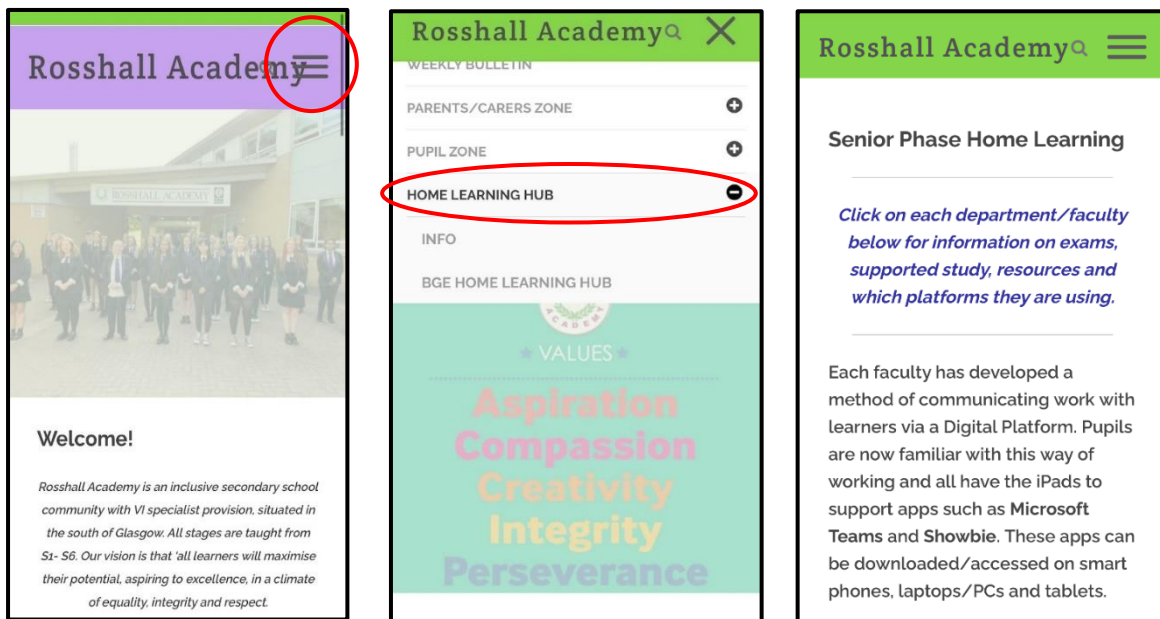 Rosshall Academy
ROSSHALL ACADEMY
Welcome!
Rosshall Academy is an inclusive secondary school
community with VI specialist provision, situated in
the south of Glasgow. All stages are taught from
S1- S6. Our vision is that 'all learners will maximise
their potential, aspiring to excellence, in a climate
of equality, integrity and respect.
Rosshall Academy
WEEKLY BULLETIN
PARENTS/CARERS ZONE
PUPIL ZONE
HOME LEARNING HUB
INFO
BGE HOME LEARNING HUB
ACADEMY
VALUES
Aspiration
Compassion
Creativity
Integrity
Perseverance
Rosshall Academy
Senior Phase Home Learning
Click on each department/faculty
below for information on exams,
supported study, resources and
which platforms they are using.
Each faculty has developed a
method of communicating work with
learners via a Digital Platform. Pupils
are now familiar with this way of
working and all have the iPads to
support apps such as Microsoft
Teams and Showbie. These apps can
be downloaded/accessed on smart
phones, laptops/PCs and tablets.